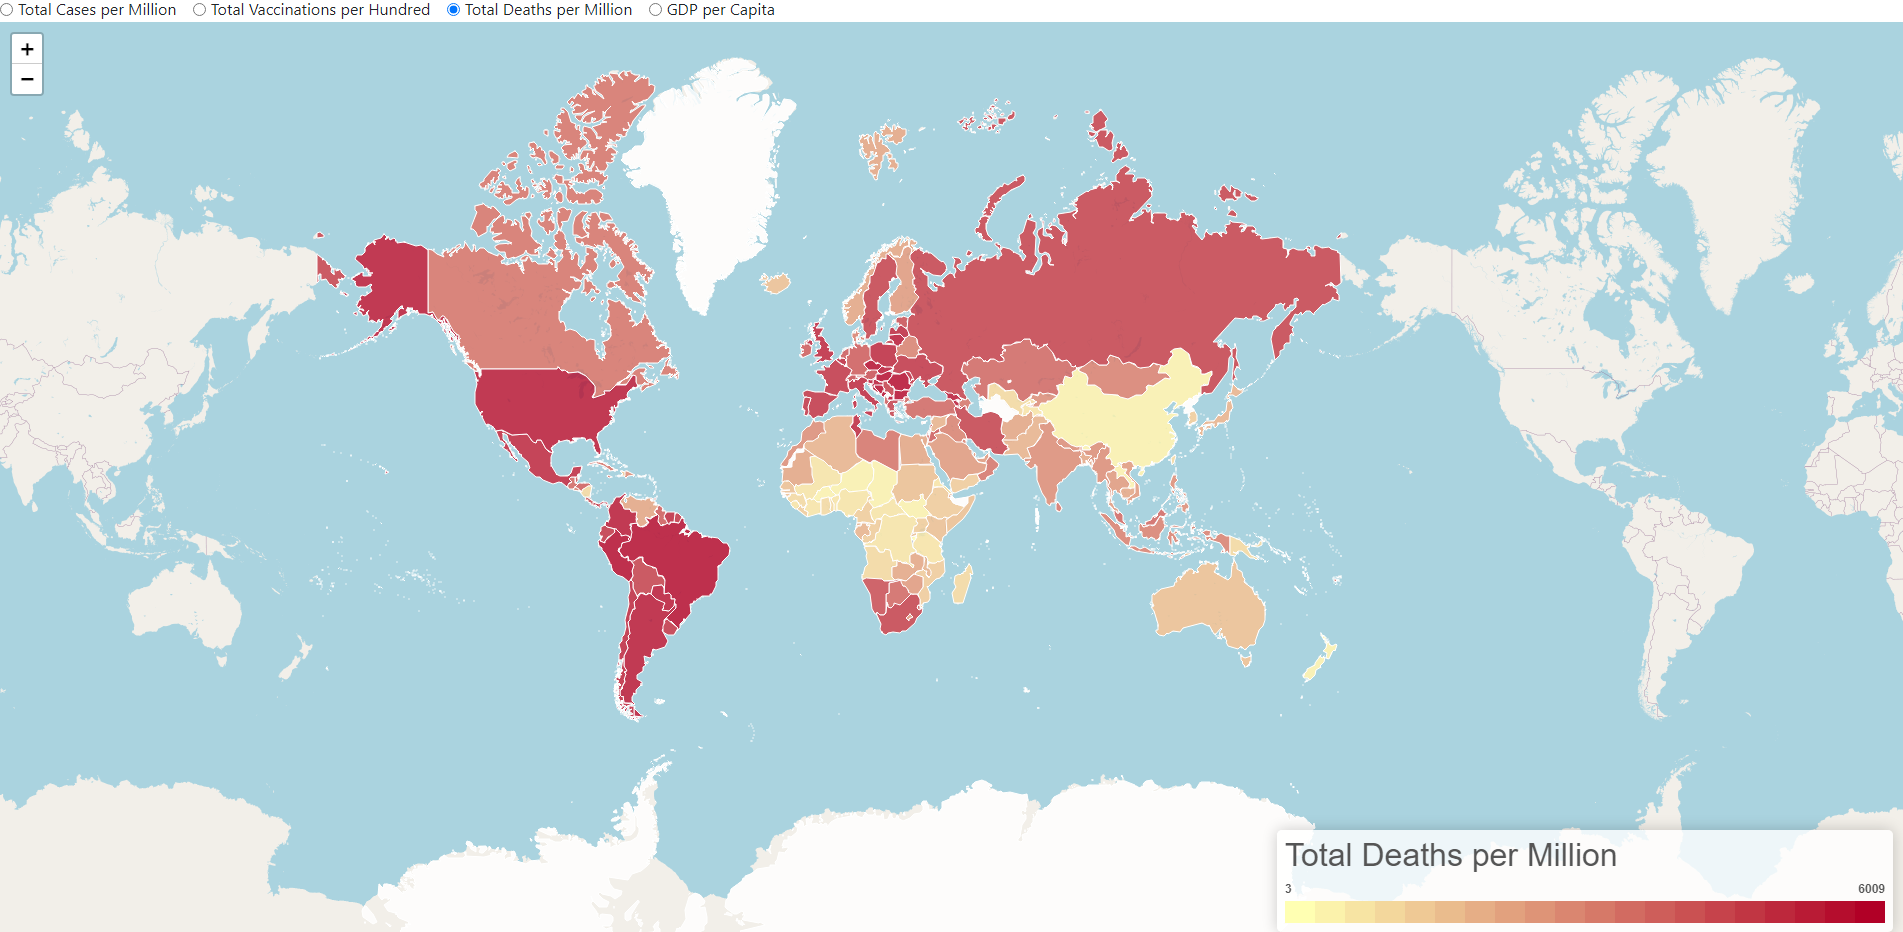 Total Cases per Million Total Vaccinations per Hundred Total Deaths per Million GDP per Capita
+
−
Total Deaths per Million
3 6009